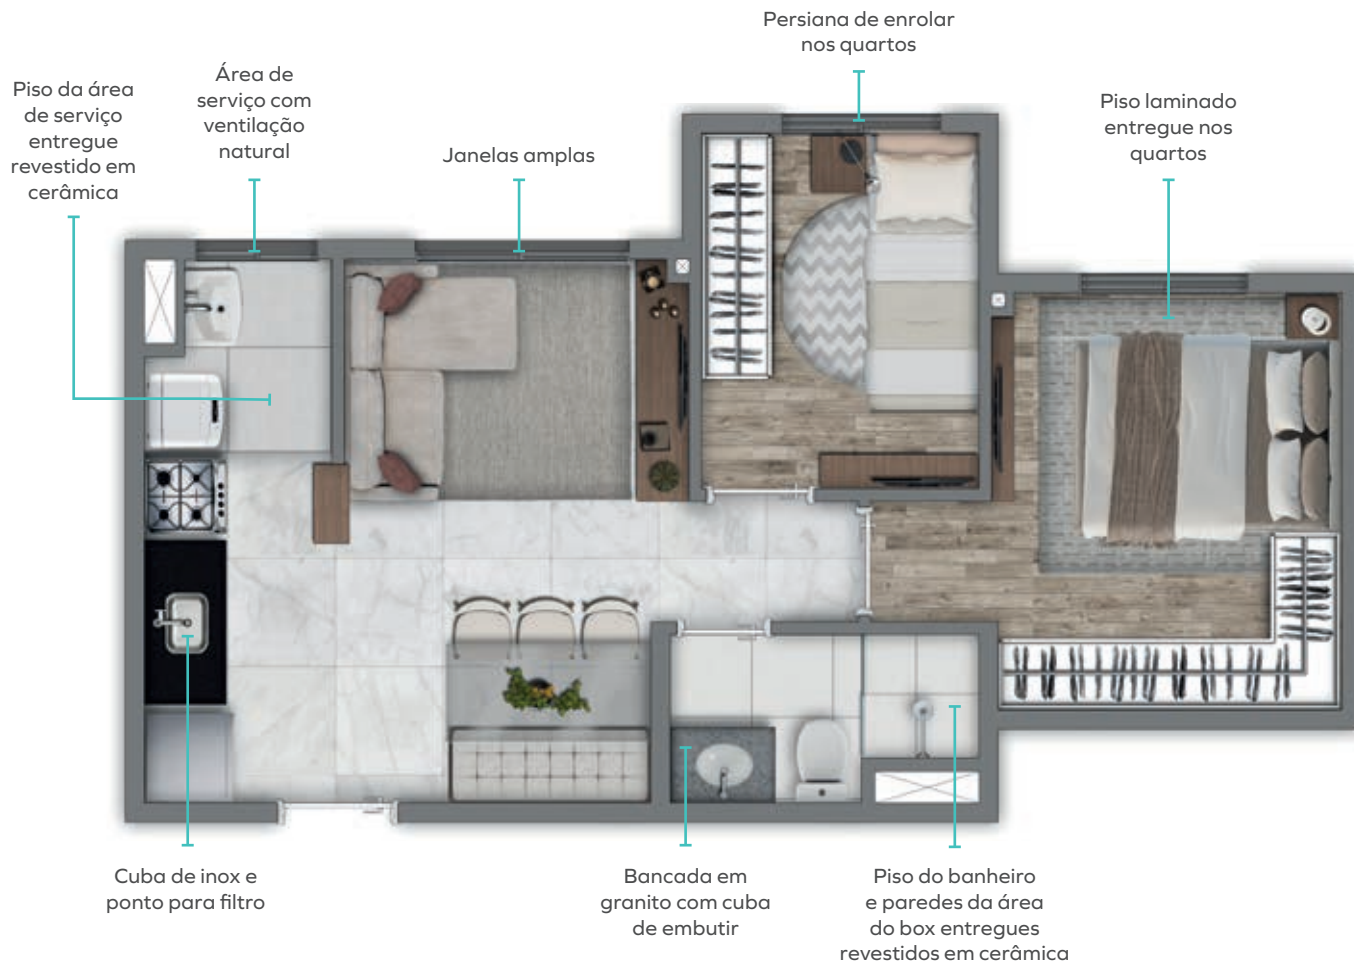 Persiana de enrolar
nos quartos
Área de
serviço com
ventilação
natural
Piso da área
de serviço
entregue
revestido em
cerâmica
Janelas amplas
Piso laminado
entregue nos
quartos
Cuba de inox e
ponto para filtro
Bancada em
granito com cuba
de embutir
Piso do banheiro
e paredes da área
do box entregues
revestidos em cerâmica